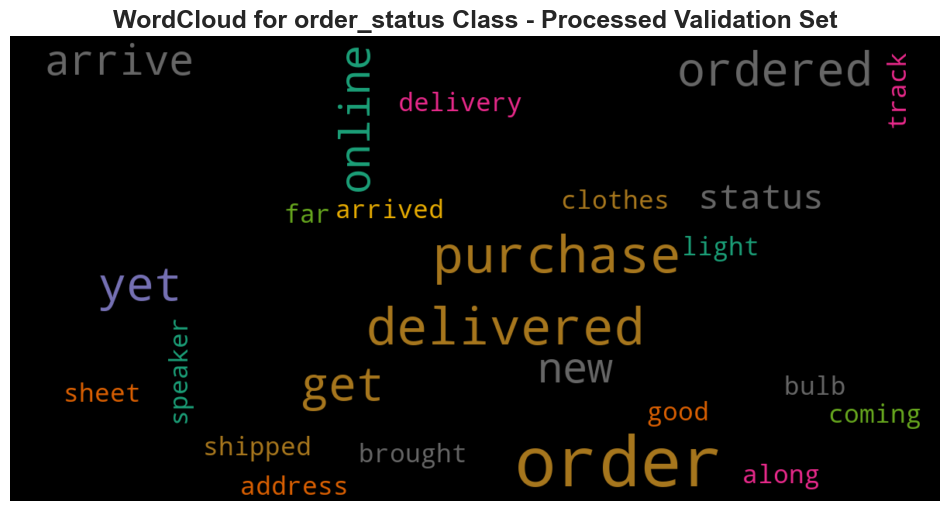 WordCloud for order_status Class - Processed Validation Set
arrive
online
delivery
ordered
track
far
arrived
clothes
status
purchase
light
yet
delivered
speaker
new
get
sheet
bulb
good
coming
shipped
brought
order
along
address